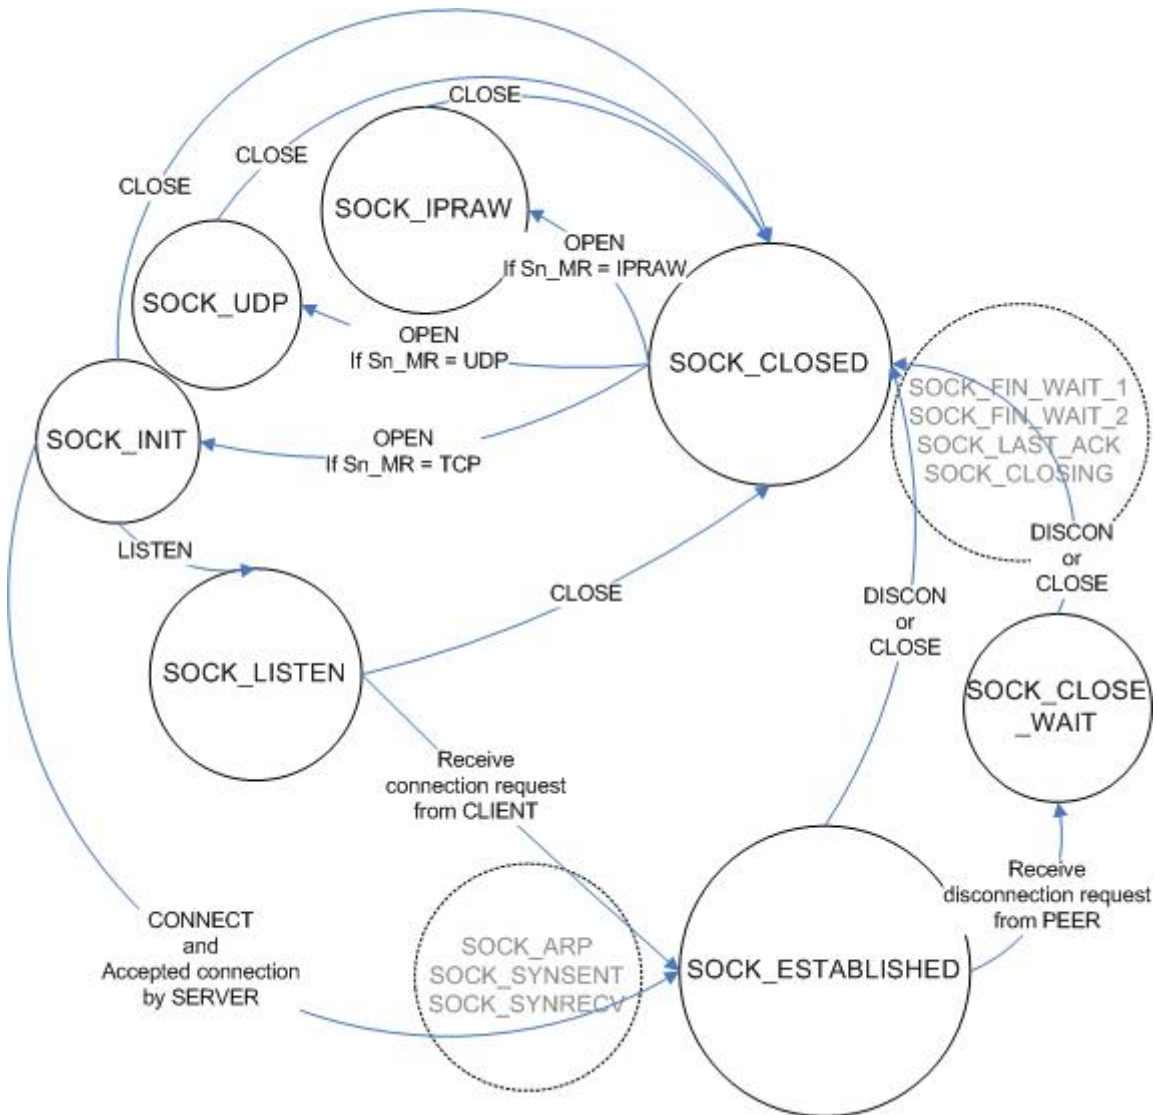 CLOSE
CLOSE
CLOSE
SOCK_IPRAW
OPEN
If Sn_MR = IPRAW
SOCK_UDP
OPEN
If Sn_MR = UDP
SOCK_CLOSED
SOCK_FIN_WAIT_1
SOCK_FIN_WAIT_2
SOCK_LAST_ACK
SOCK_CLOSING
SOCK_INIT
OPEN
If Sn_MR = TCP
LISTEN
DISCON
or
CLOSE
CLOSE
DISCON
or
CLOSE
SOCK_LISTEN
SOCK_CLOSE
_WAIT
Receive
connection request
from CLIENT
Receive
disconnection request
from PEER
CONNECT
and
Accepted connection
by SERVER
SOCK_ARP
SOCK_SYNSENT
SOCK_SYNRECV
SOCK_ESTABLISHED